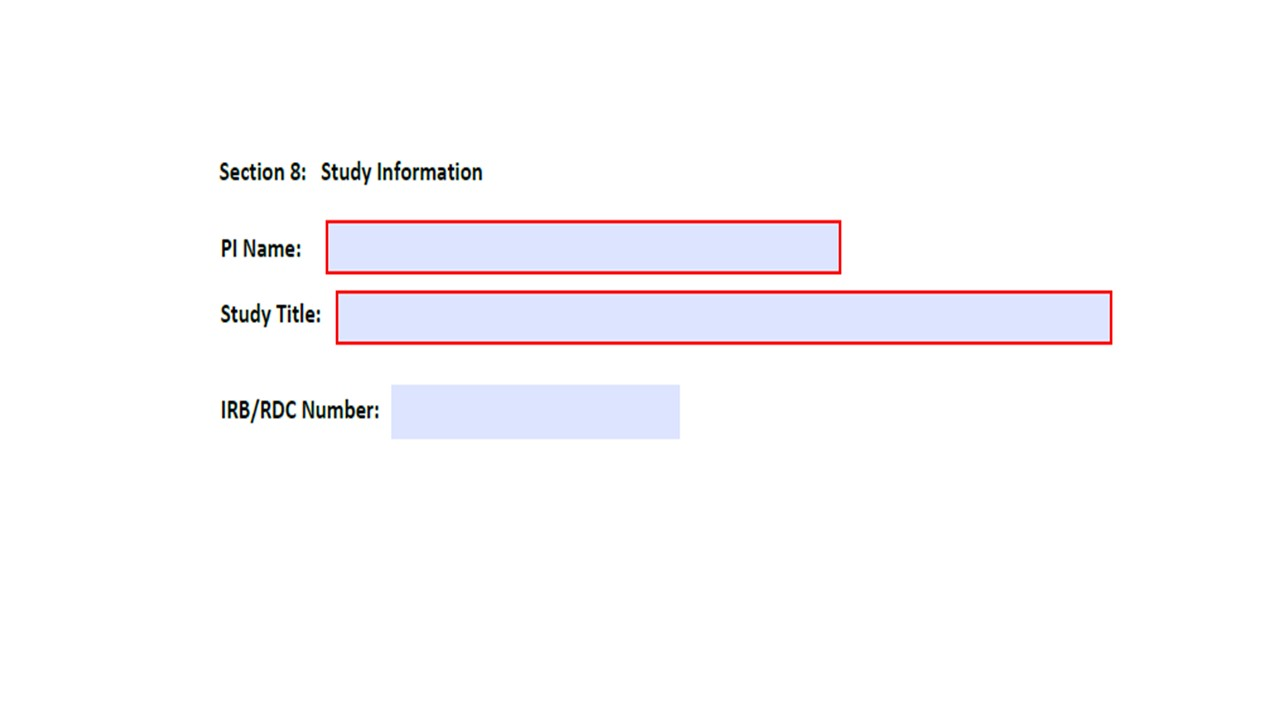 Section 8: Study Information
PI Name:
Study Title:
IRB/RDC Number: